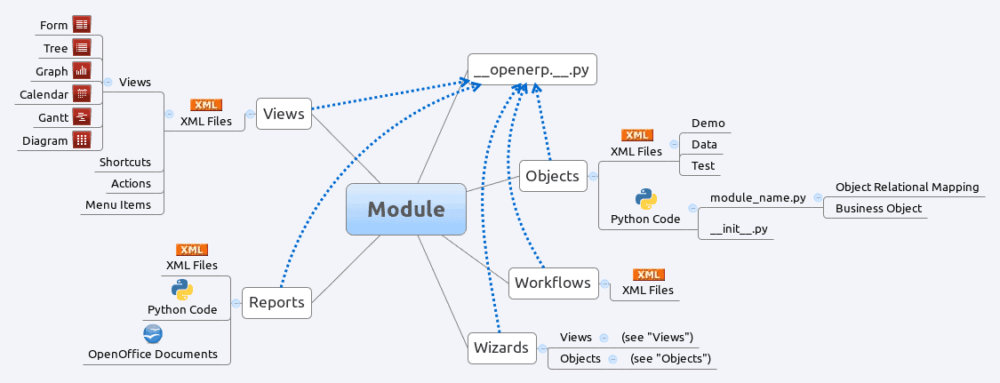 Form
Tree
Graph
Calendar
Gantt
Diagram
Views
Shortcuts
Actions
Menu Items
XML
XML Files
Views
__openerp.__.py
Module
Objects
XML
XML Files
Demo
Data
Test
Python Code
module_name.py
Object Relational Mapping
Business Object
__init__.py
XML
XML Files
Python Code
OpenOffice Documents
Reports
Workflows
XML
XML Files
Wizards
Views
(see "Views")
Objects
(see "Objects")